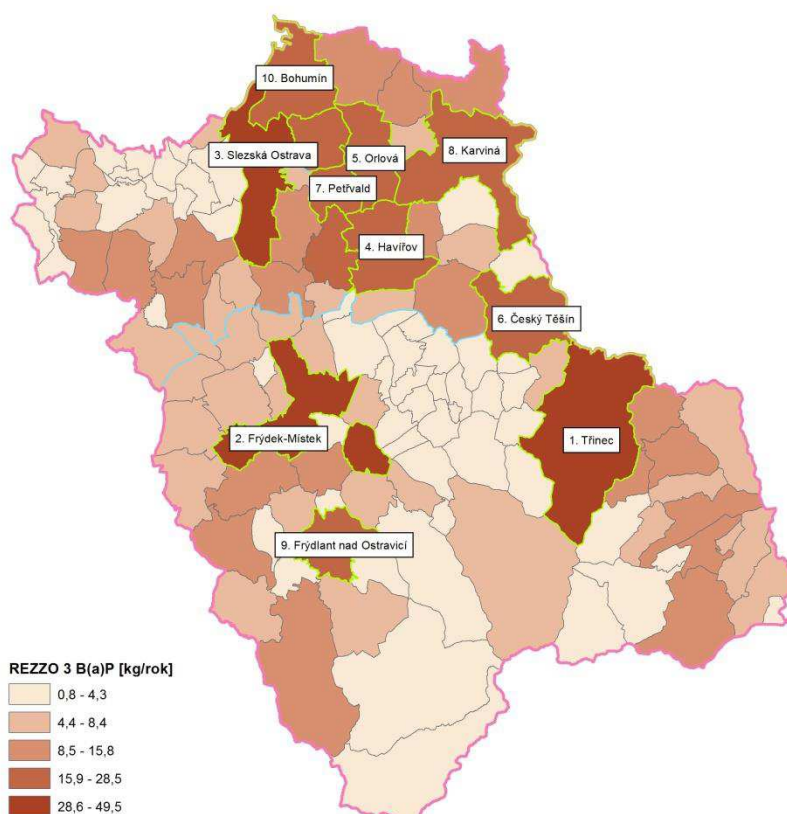 10. Bohumín
3. Slezská Ostrava
5. Orlová
8. Karviná
7. Petřvald
4. Havířov
6. Český Těšín
2. Frýdek-Místek
1. Třinec
9. Frýdlant nad Ostravicí
REZZO 3 B(a)P [kg/rok]
0,8 - 4,3
4,4 - 8,4
8,5 - 15,8
15,9 - 28,5
28,6 - 49,5